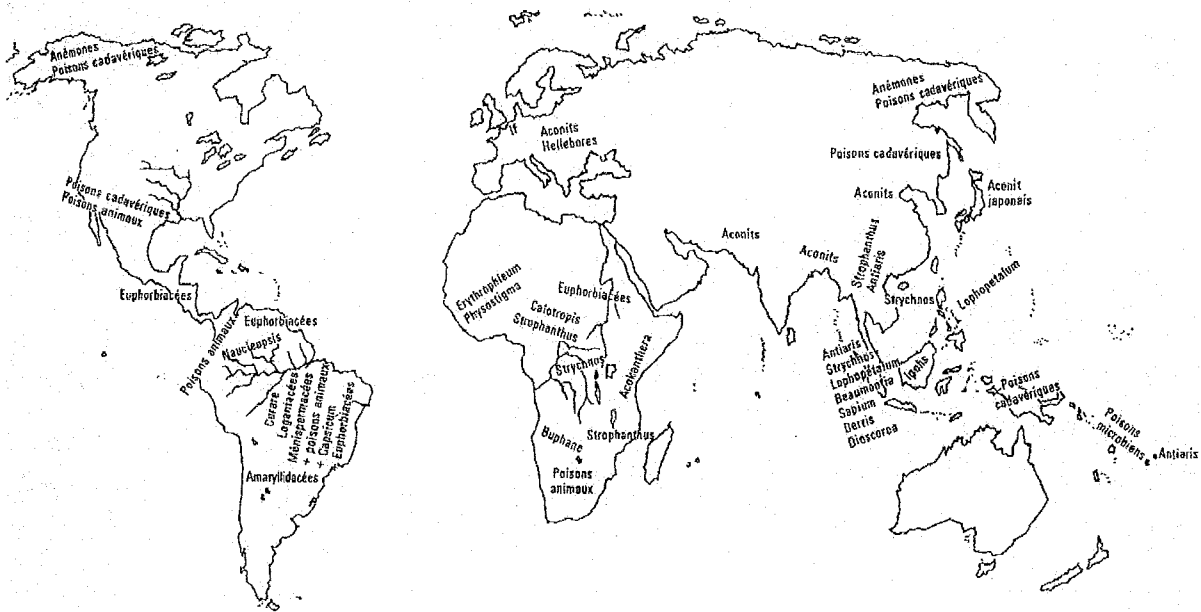 Anémones
Poisons cadavériques
Poisons cadavériques
Poisons animaux
Euphorbiacées
Poisons animaux
Euphorbiacées
Naucleopsis
Curare
Loganiacées
Ménispermacées
+ poisons animaux
+ Capsicum
Euphorbiacées
Amaryllidacées
If
Aconits
Hellebores
Erythrophleum
Physostigma
Euphorbiacées
Calotropis
Strophanthus
Strychnos
Acokanthera
Buphane
Strophanthus
Poisons
animaux
Anémones
Poisons cadavériques
Poisons cadavériques
Aconits
Aconit
japonais
Aconits
Aconits
Strophanthus
Antiaris
Strychnos
Lophopetalum
Antiaris
Strychnos
Lophopetalum
Beaumontia
Sapium
Derris
Dioscorea
Ipohs
Poisons
cadavériques
Poisons
microbiens
Antiaris